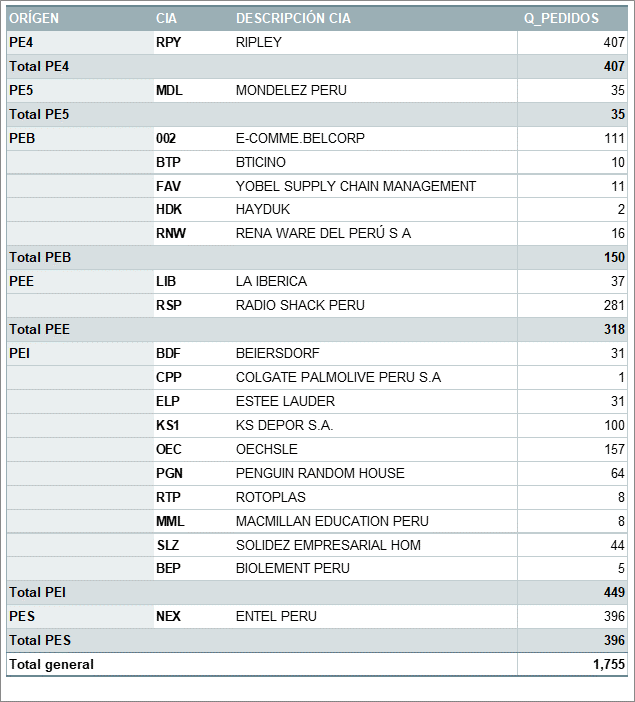 ORÍGEN CIA DESCRIPCIÓN CIA Q_PEDIDOS
PE4 RPY RIPLEY 407
Total PE4 407
PE5 MDL MONDELEZ PERU 35
Total PE5 35
PEB 002 E-COMME.BELCORP 111
BTP BTICINO 10
FAV YOBEL SUPPLY CHAIN MANAGEMENT 11
HDK HAYDUK 2
RNW RENA WARE DEL PERÚ S A 16
Total PEB 150
PEE LIB LA IBERICA 37
RSP RADIO SHACK PERU 281
Total PEE 318
PEI BDF BEIERSDORF 31
CPP COLGATE PALMOLIVE PERU S.A 1
ELP ESTEE LAUDER 31
KS1 KS DEPOR S.A. 100
OEC OECHSLE 157
PGN PENGUIN RANDOM HOUSE 64
RTP ROTOPLAS 8
MML MACMILLAN EDUCATION PERU 8
SLZ SOLIDEZ EMPRESARIAL HOM 44
BEP BIOLEMENT PERU 5
Total PEI 449
PES NEX ENTEL PERU 396
Total PES 396
Total general 1,755